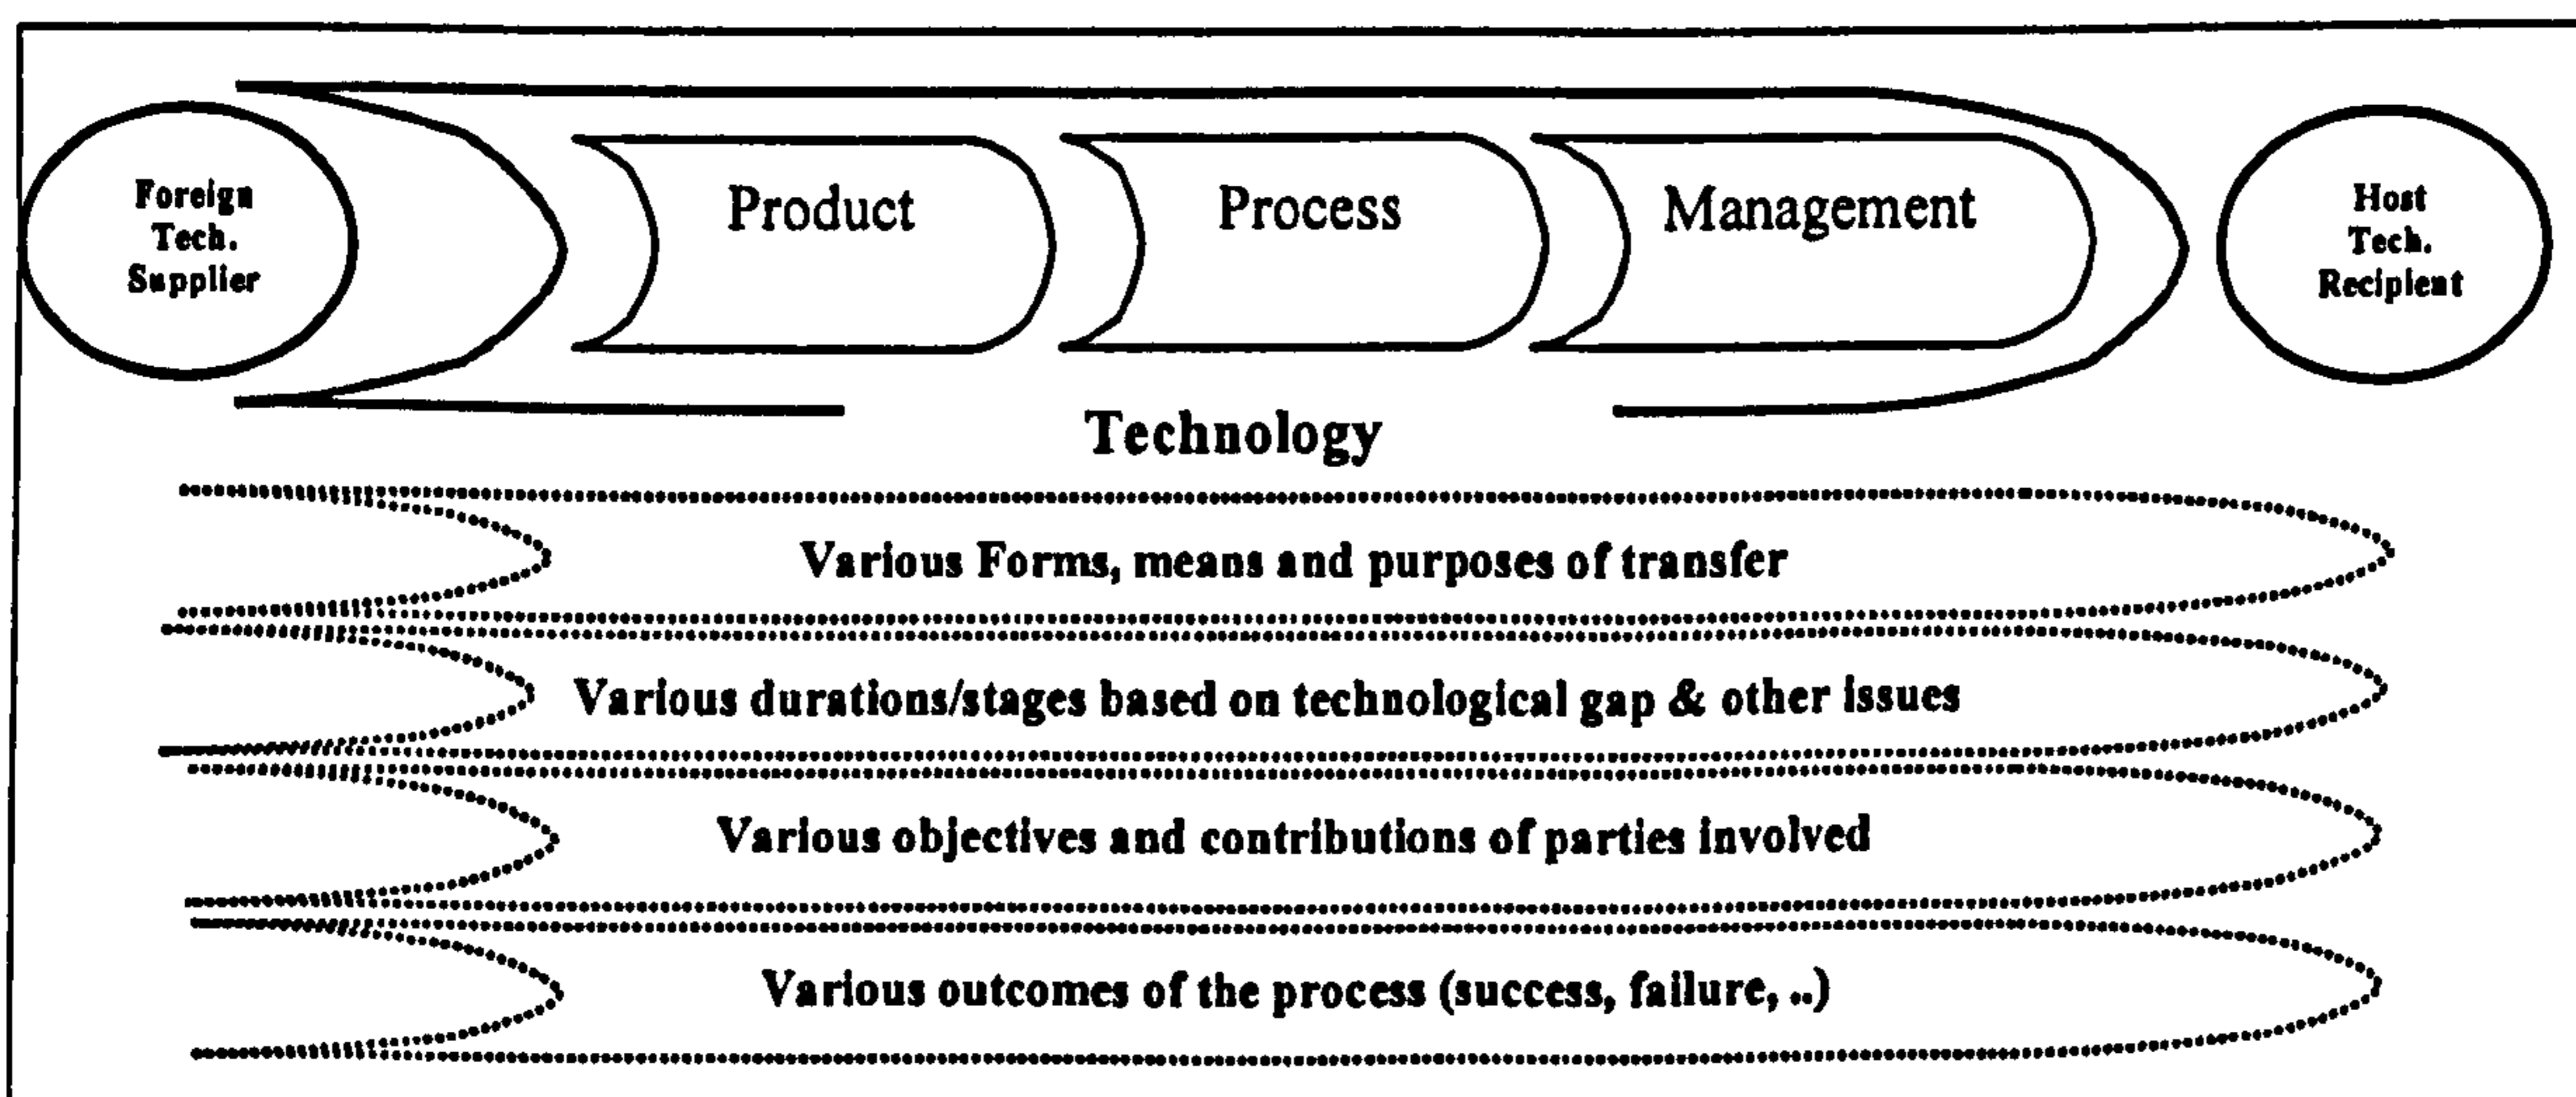 Foreign
Tech.
Supplier
Product
Process
Management
Host
Tech.
Recipient
Technology
Various Forms, means and purposes of transfer
Various durations/stages based on technological gap & other issues
Various objectives and contributions of parties involved
Various outcomes of the process (success, failure, ..)